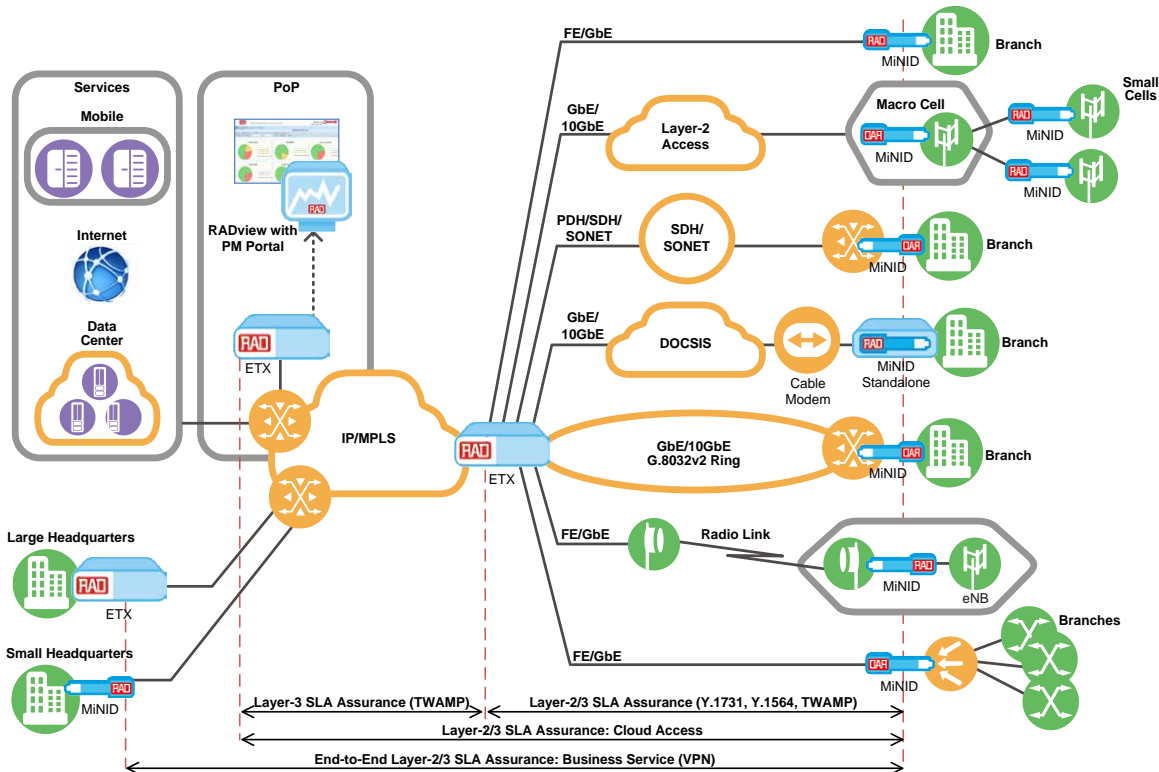 Services
Mobile
Internet
Data
Center
PoP
RADview with
PM Portal
RAD
RAD
ETX
IP/MPLS
RAD
ETX
Large Headquarters
RAD
ETX
Small Headquarters
RAD
MiNID
FE/GbE
RAD
MiNID
Branch
GbE/
10GbE
Layer-2
Access
Macro Cell
RAD
MiNID
Small
Cells
RAD
MiNID
RAD
MiNID
PDH/SDH/
SONET
SDH/
SONET
RAD
MiNID
Branch
GbE/
10GbE
DOCSIS
Cable
Modem
RAD
MiNID
Standalone
Branch
GbE/10GbE
G.8032v2 Ring
RAD
MiNID
Branch
FE/GbE
Radio Link
RAD
MiNID
eNB
FE/GbE
RAD
MiNID
Branches
Layer-3 SLA Assurance (TWAMP)
Layer-2/3 SLA Assurance (Y.1731, Y.1564, TWAMP)
Layer-2/3 SLA Assurance: Cloud Access
End-to-End Layer-2/3 SLA Assurance: Business Service (VPN)